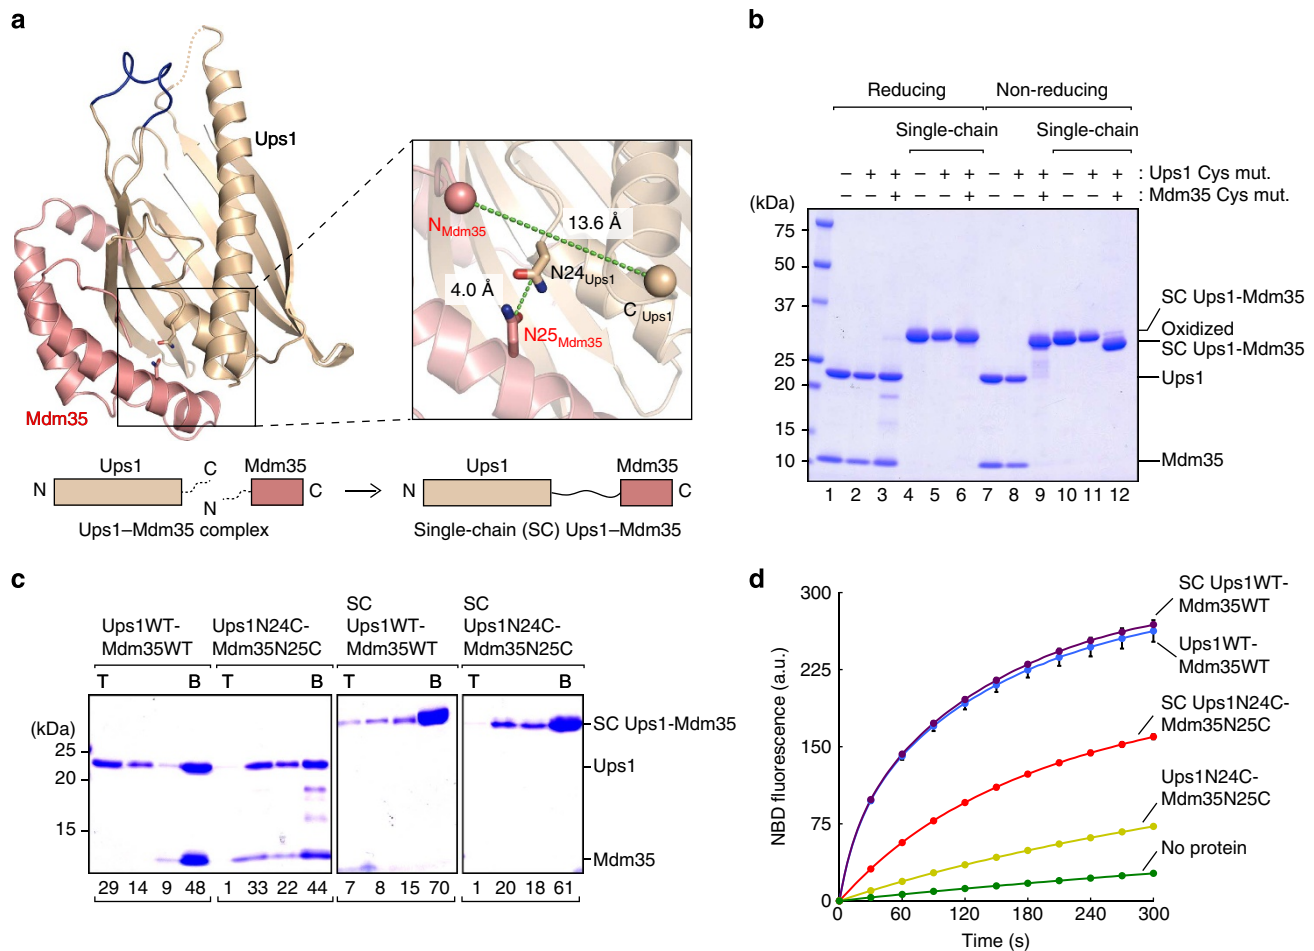 a
Ups1
Mdm35
N Mdm35
13.6 Å
N24 Ups1
4.0 Å
C Ups1
N25 Mdm35
Ups1
C
Mdm35
N
N
C
Ups1–Mdm35 complex
Ups1
Mdm35
N
C
Single-chain (SC) Ups1–Mdm35
b
Reducing
Non-reducing
Single-chain
Single-chain
– + + – + + – + + – + + : Ups1 Cys mut.
+ + + + : Mdm35 Cys mut.
(kDa)
75
50
37
25
20
15
10
SC Ups1-Mdm35
Oxidized
SC Ups1-Mdm35
Ups1
Mdm35
1 2 3 4 5 6 7 8 9 10 11 12
c
Ups1WT-
Mdm35WT
Ups1N24C-
Mdm35N25C
SC
Ups1WT-
Mdm35WT
SC
Ups1N24C-
Mdm35N25C
T B T B T B T B
(kDa)
25
20
15
SC Ups1-Mdm35
Ups1
Mdm35
29 14 9 48 1 33 22 44 7 8 15 70 1 20 18 61
d
NBD fluorescence (a.u.)
300
225
150
75
0
0 60 120 180 240 300
Time (s)
SC Ups1WT-
Mdm35WT
Ups1WT-
Mdm35WT
SC Ups1N24C-
Mdm35N25C
Ups1N24C-
Mdm35N25C
No protein